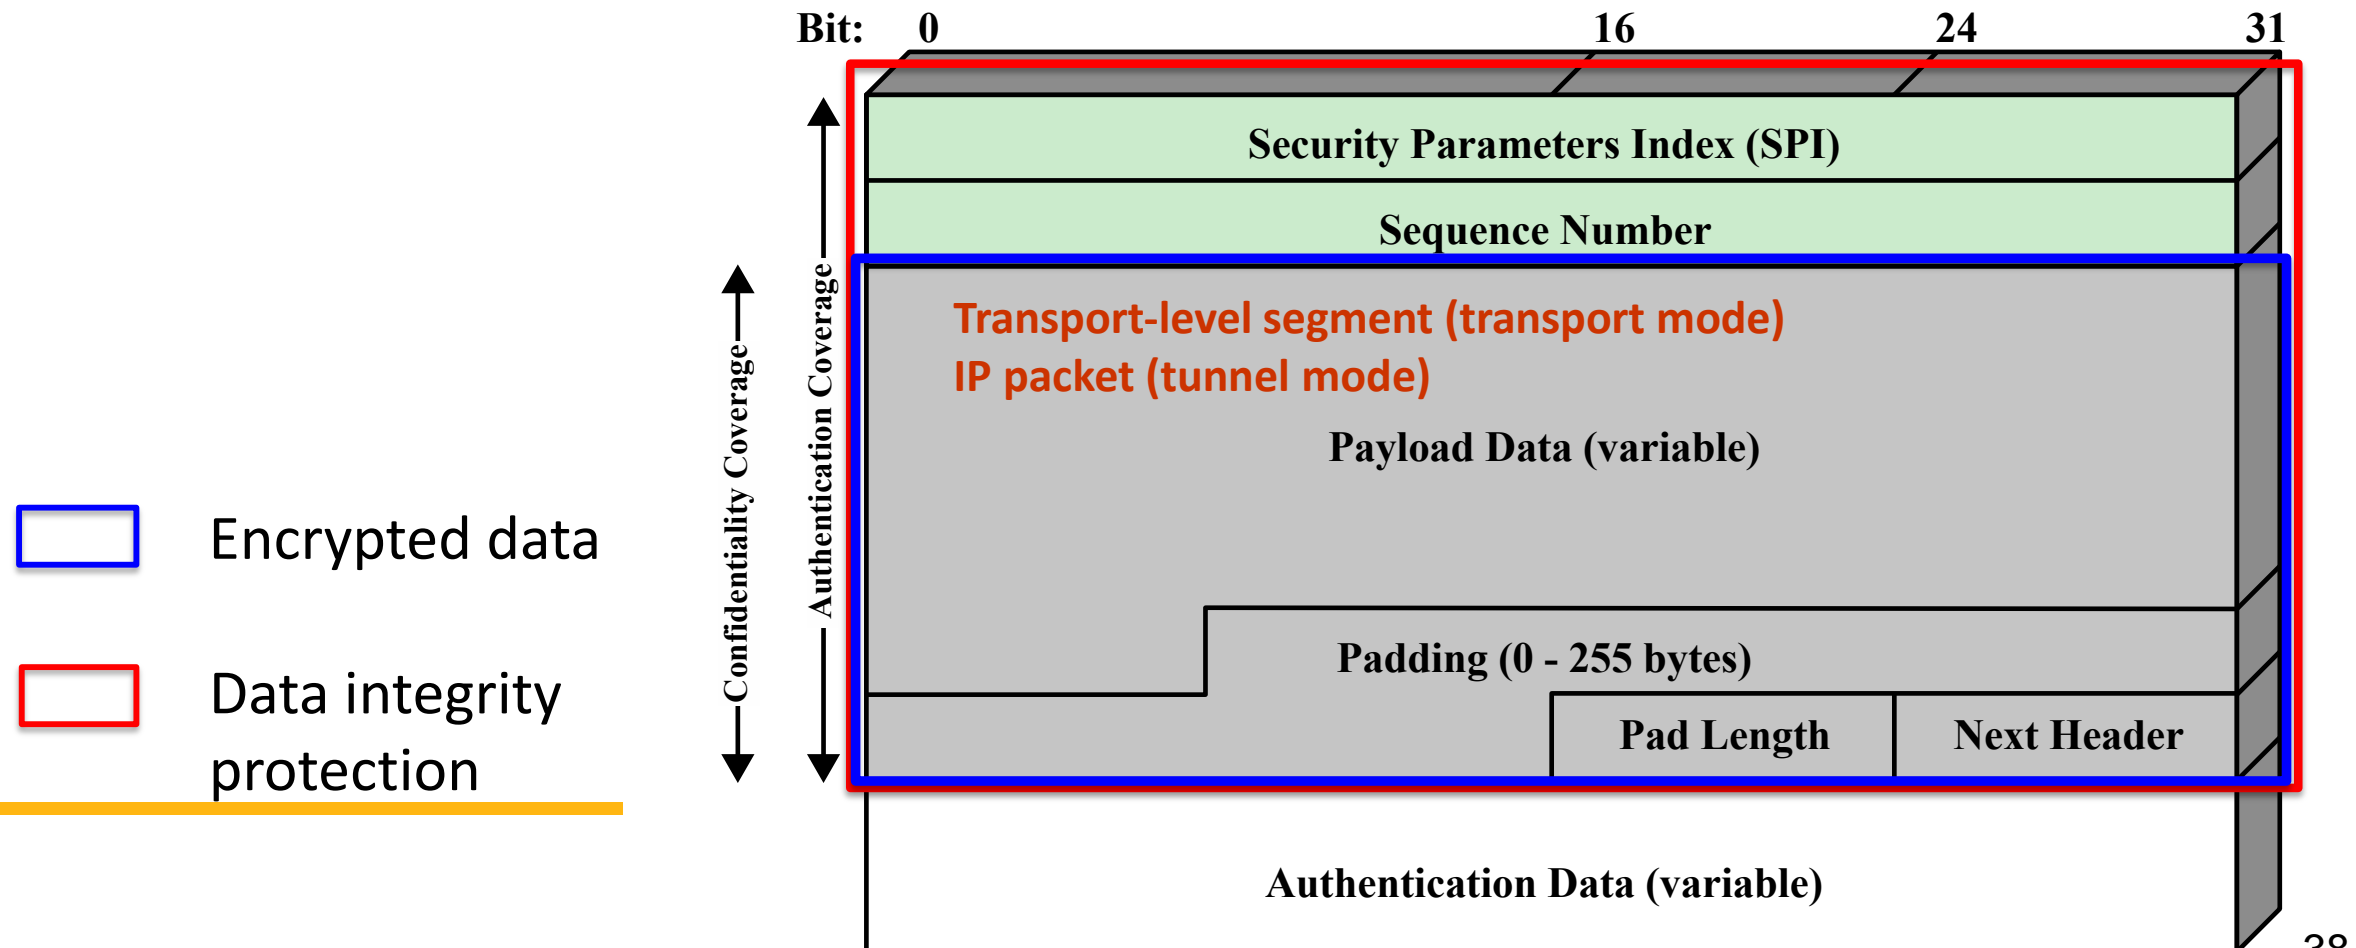 Bit: 0 16 24 31
Security Parameters Index (SPI)
Sequence Number
Transport-level segment (transport mode)
IP packet (tunnel mode)
Payload Data (variable)
Padding (0 - 255 bytes)
Pad Length
Next Header
Authentication Data (variable)
Confidentiality Coverage
Authentication Coverage
Encrypted data
Data integrity
protection
38